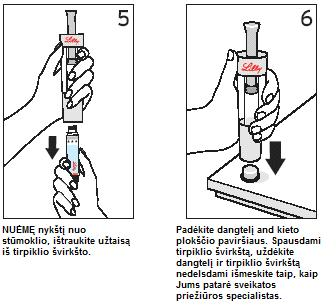 5
Lilly
NUĖMĘ nykštį nuo
stūmoklio, ištraukite užtaisą
iš tirpiklio švirkšto.
6
Lilly
Padėkite dangtelį and kieto
plokščio paviršiaus. Spausdami
tirpiklio švirkštą, uždėkite
dangtelį ir tirpiklio švirkštą
nedelsdami išmeskite taip, kaip
Jums patarė sveikatos
priežiūros specialistas.